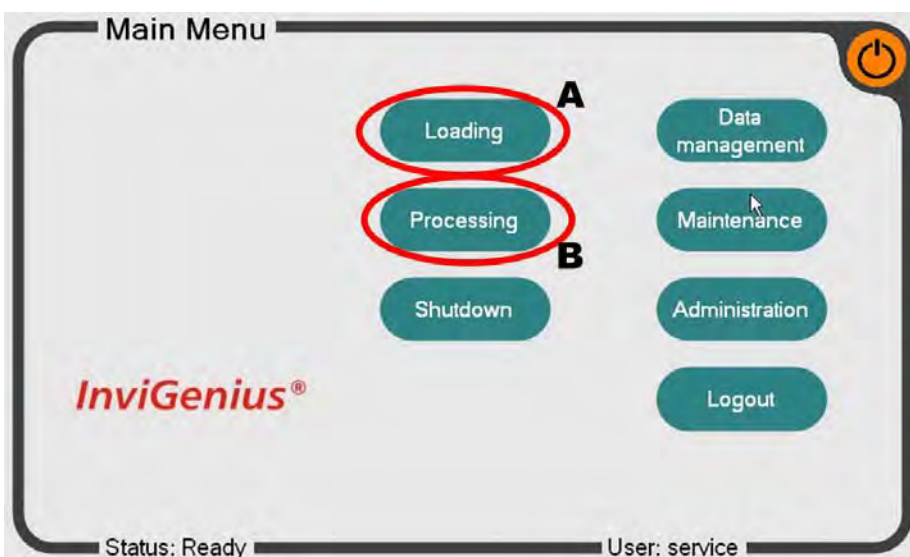 Main Menu
A
Loading
Data
management
Processing
Maintenance
B
Shutdown
Administration
InviGenius®
Logout
Status: Ready
User: service